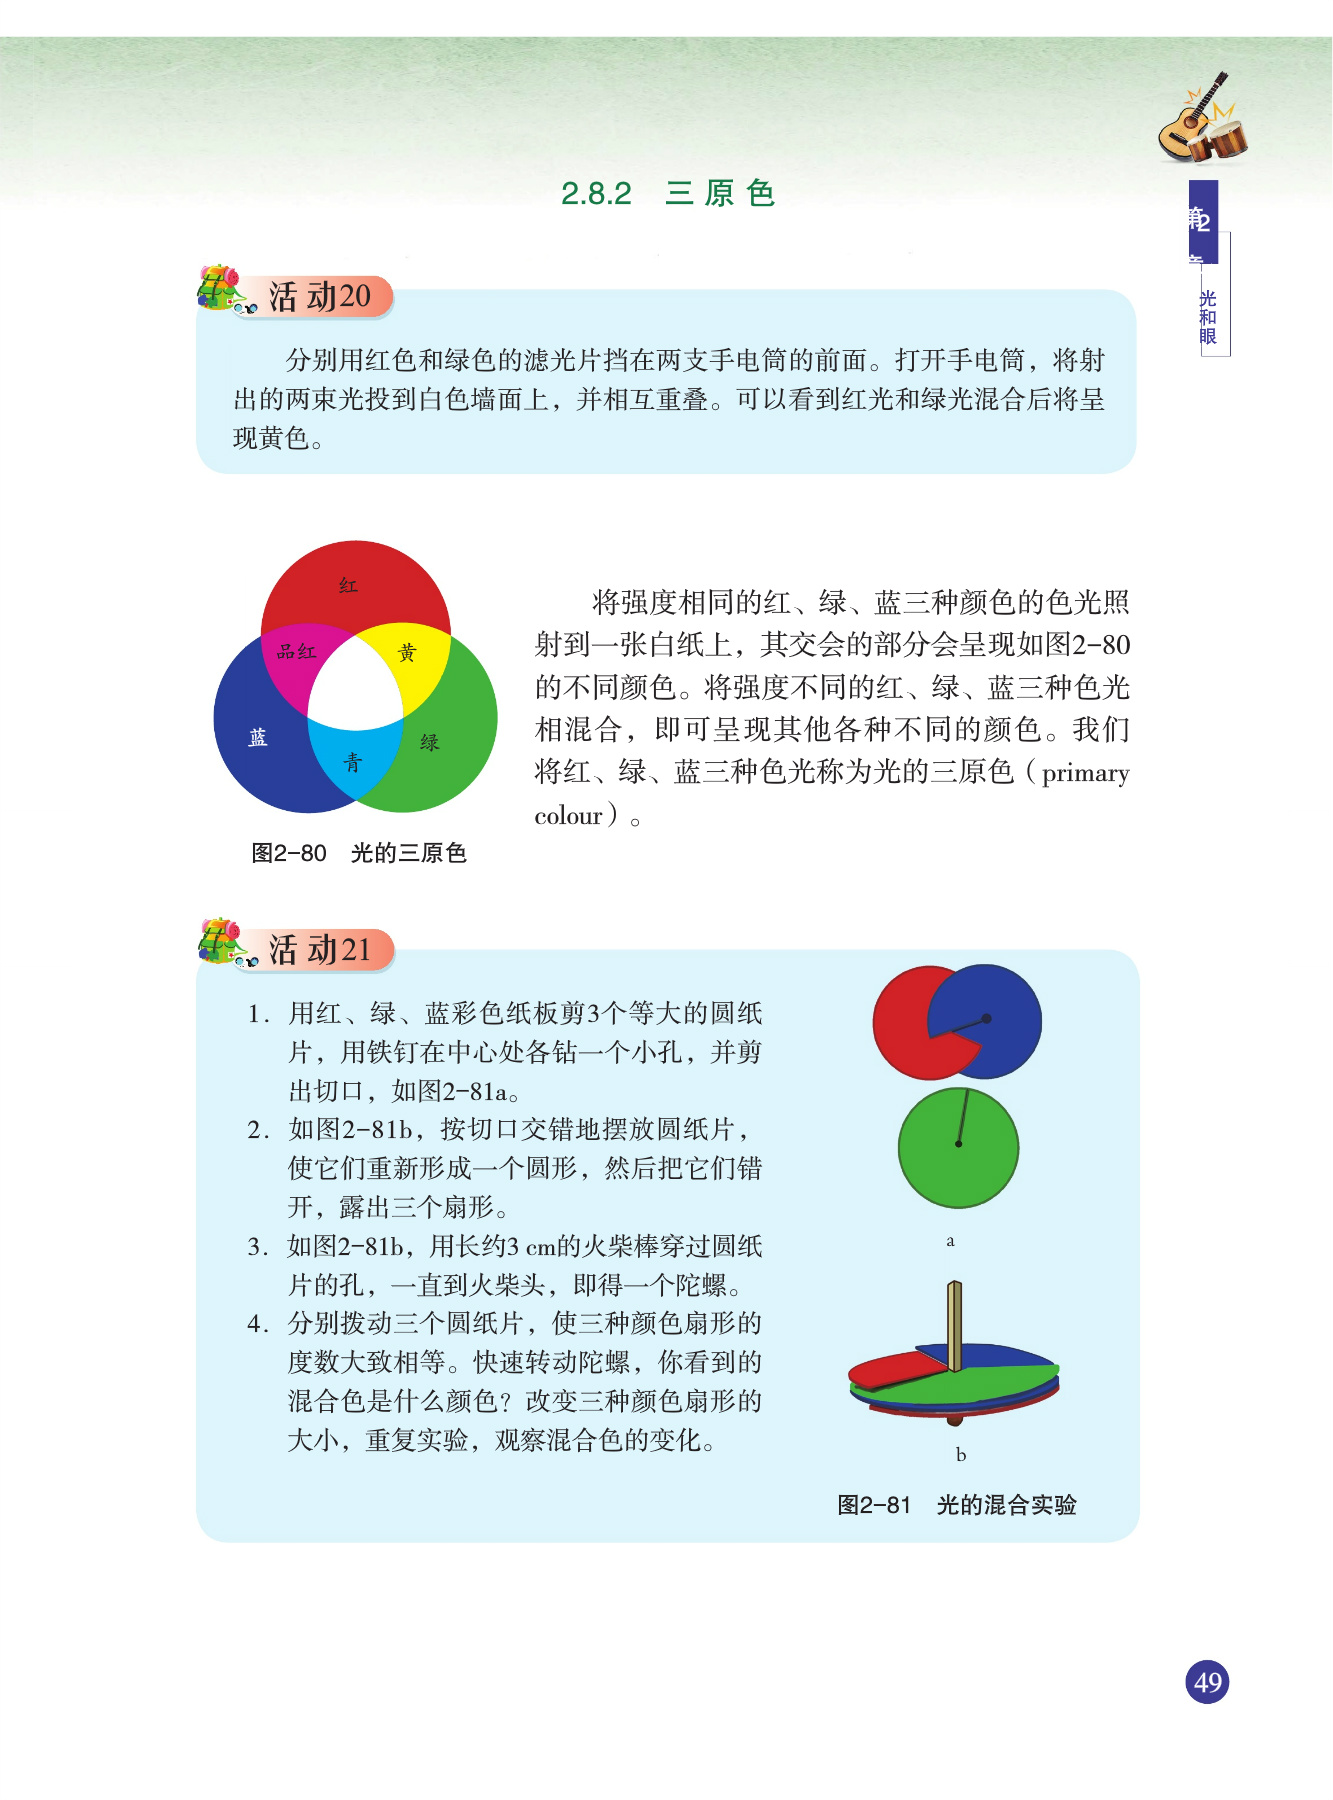 2.8.2 三原色
第2章
光和眼
活动20
分别用红色和绿色的滤光片挡在两支手电筒的前面。打开手电筒，将射
出的两束光投到白色墙面上，并相互重叠。可以看到红光和绿光混合后将呈
现黄色。
红
品红
黄
蓝
绿
青
图2-80 光的三原色
将强度相同的红、绿、蓝三种颜色的色光照
射到一张白纸上，其交会的部分会呈现如图2-80
的不同颜色。将强度不同的红、绿、蓝三种色光
相混合，即可呈现其他各种不同的颜色。我们
将红、绿、蓝三种色光称为光的三原色（primary
colour）。
活动21
1. 用红、绿、蓝彩色纸板剪3个等大的圆纸
片，用铁钉在中心处各钻一个小孔，并剪
出切口，如图2-81a。
2. 如图2-81b，按切口交错地摆放圆纸片，
使它们重新形成一个圆形，然后把它们错
开，露出三个扇形。
3. 如图2-81b，用长约3 cm的火柴棒穿过圆纸
片的孔，一直到火柴头，即得一个陀螺。
4. 分别拨动三个圆纸片，使三种颜色扇形的
度数大致相等。快速转动陀螺，你看到的
混合色是什么颜色？改变三种颜色扇形的
大小，重复实验，观察混合色的变化。
a
b
图2-81 光的混合实验
49